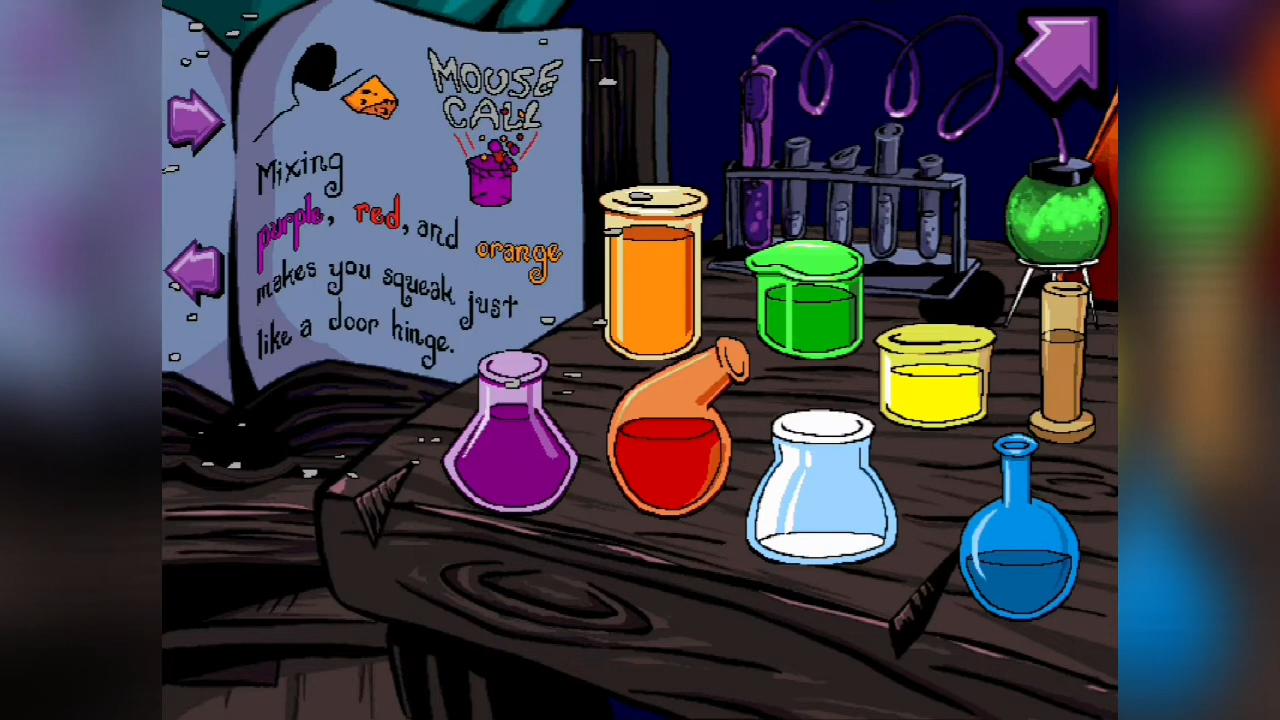 MOUSE
CALL
Mixing
purple, red, and orange
makes you squeak just
like a door hinge.